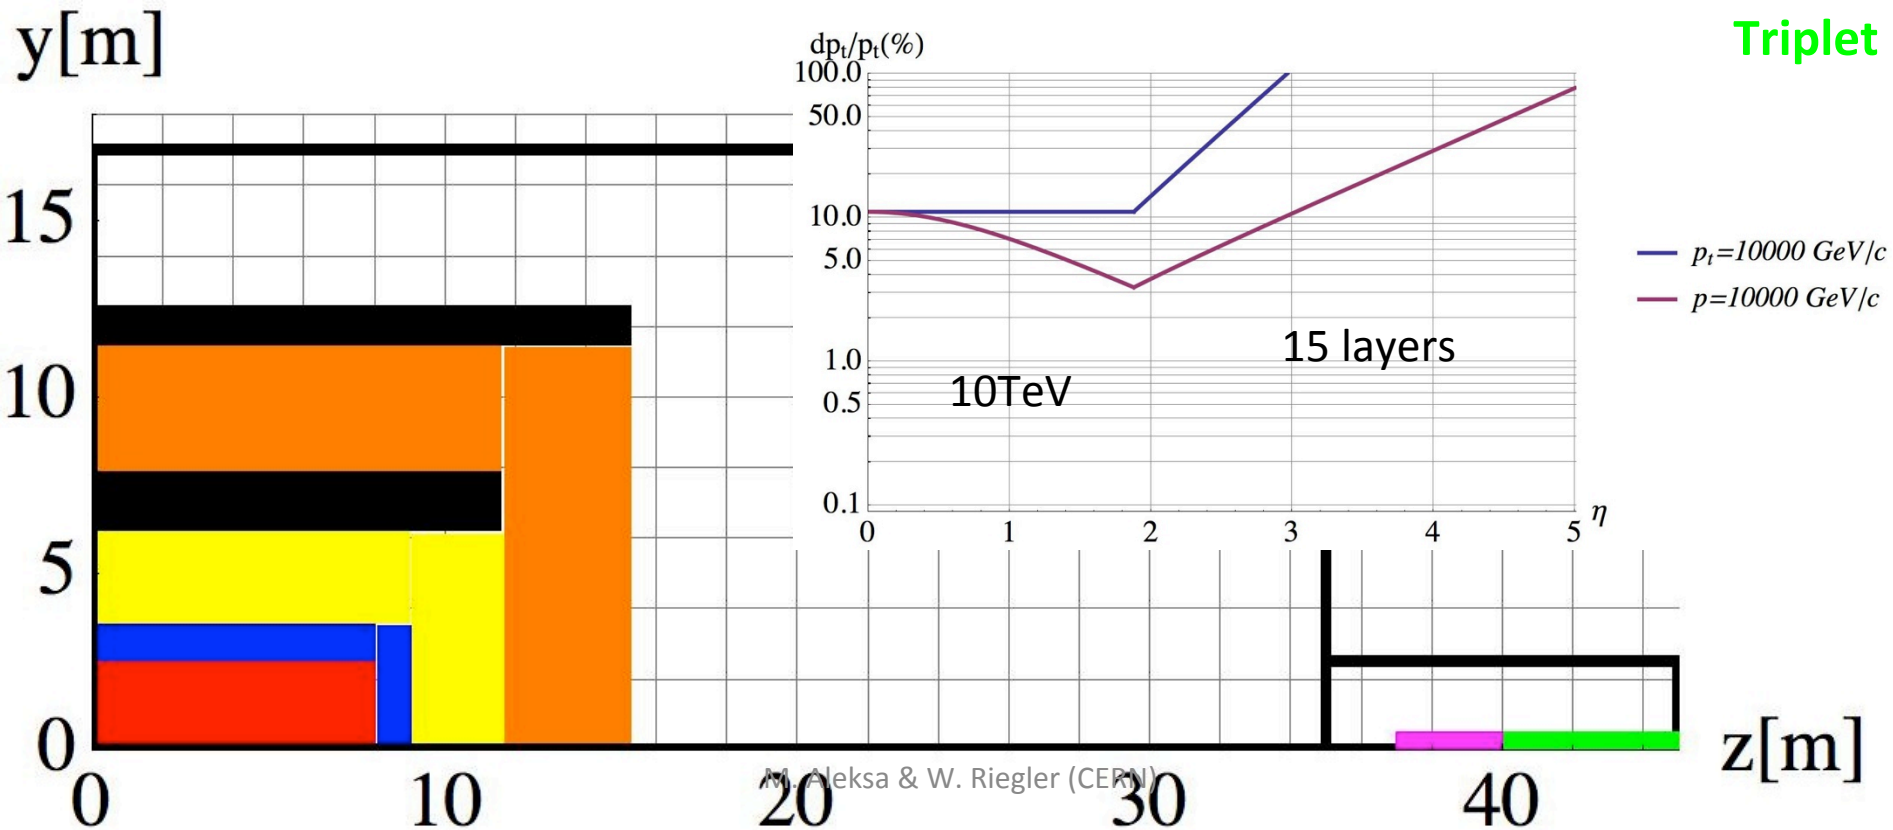 y[m]
Triplet
dpₜ/pₜ(%)
100.0
50.0
10.0
5.0
1.0
0.5
0.1
0 1 2 3 4 5 η
pₜ=10000 GeV/c
p=10000 GeV/c
15 layers
10TeV
15
10
5
0
z[m]
0 10 20 30 40
M. Aleksa & W. Riegler (CERN)